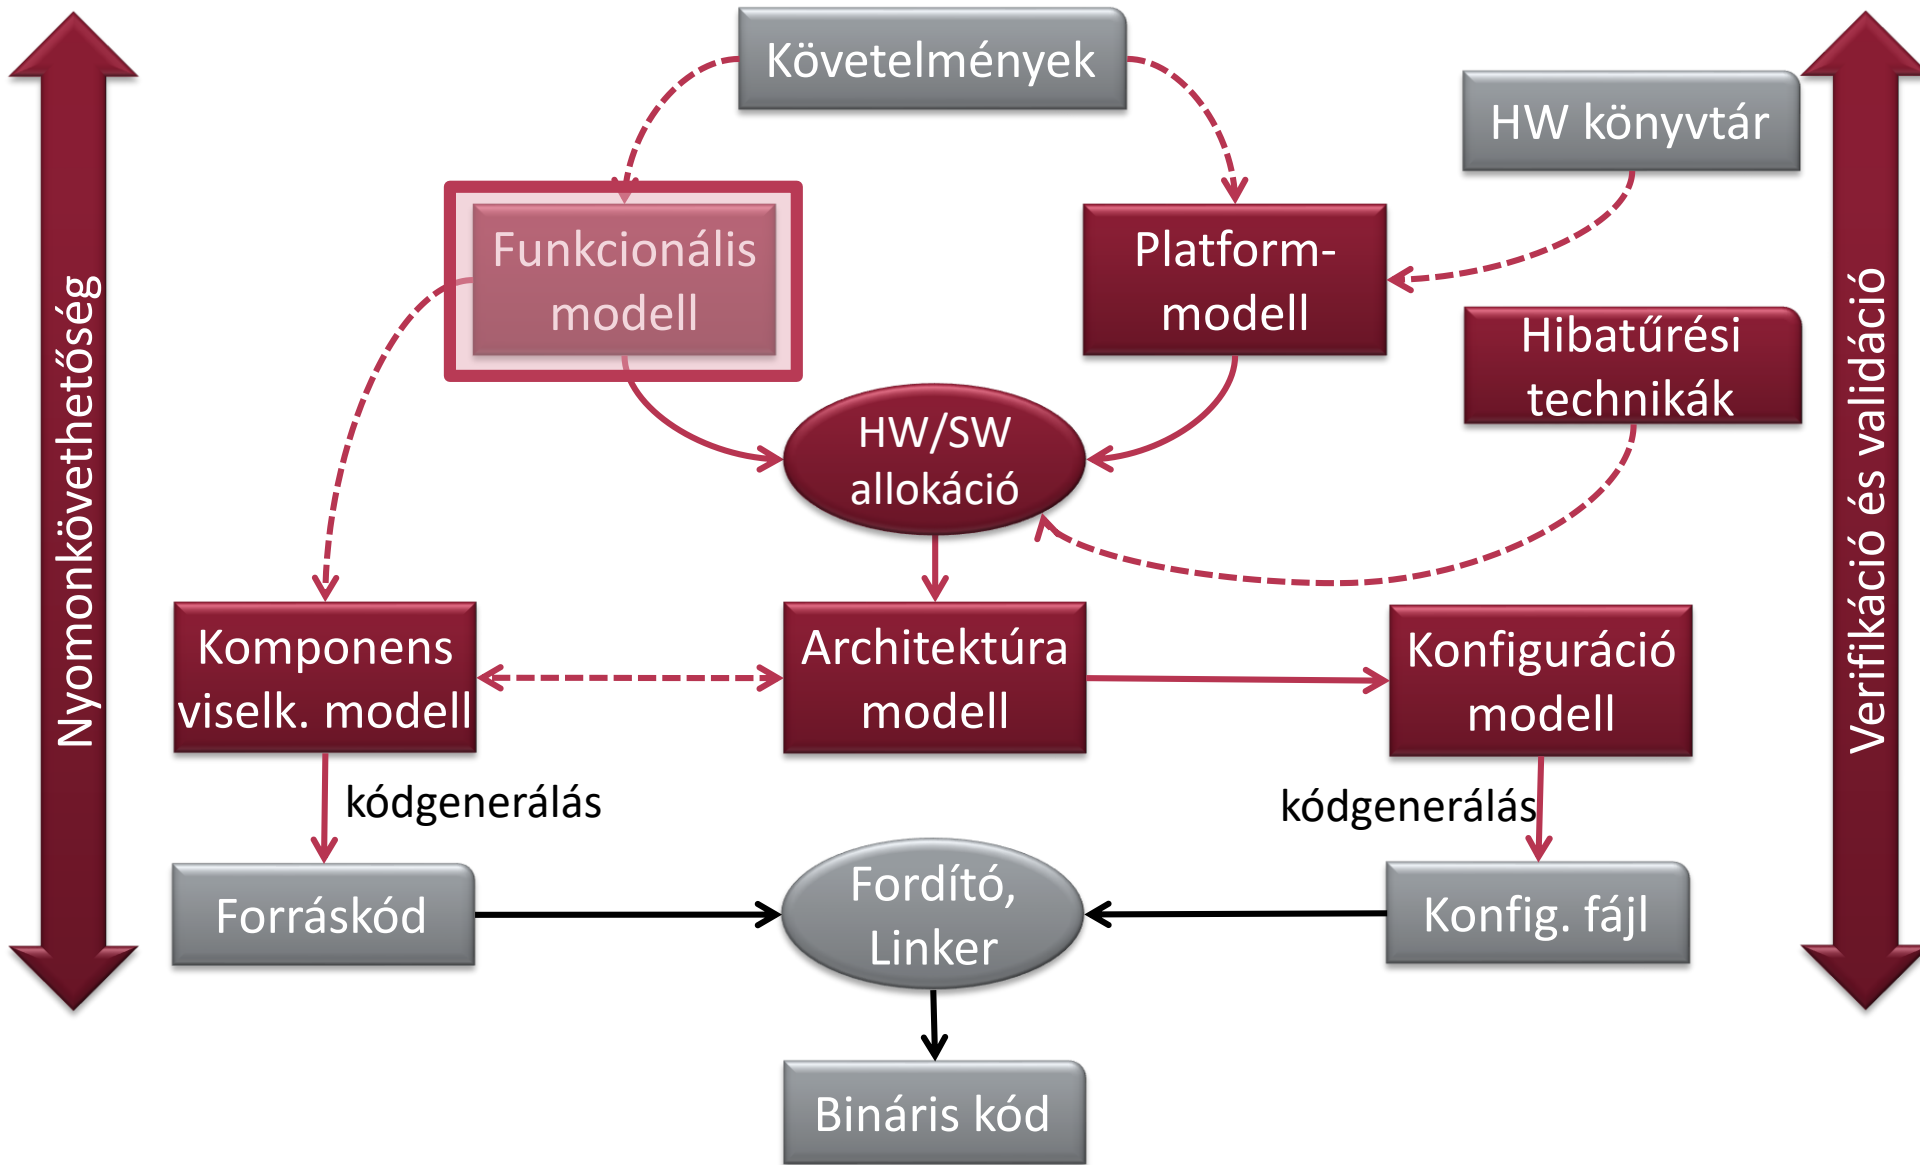 Követelmények
HW könyvtár
Funkcionális
modell
Platform-
modell
Hibatűrési
technikák
HW/SW
allokáció
Nyomonkövethetőség
Verifikáció és validáció
Komponens
viselk. modell
Architektúra
modell
Konfiguráció
modell
kódgenerálás
kódgenerálás
Forráskód
Fordító,
Linker
Konfig. fájl
Bináris kód